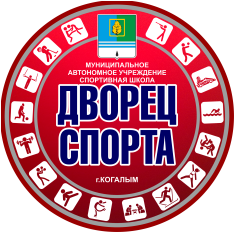 МУНИЦИПАЛЬНОЕ
АВТОНОМНОЕ УЧРЕЖДЕНИЕ
СПОРТИВНАЯ ШКОЛА
ДВОРЕЦ
СПОРТА
г.КОГАЛЫМ